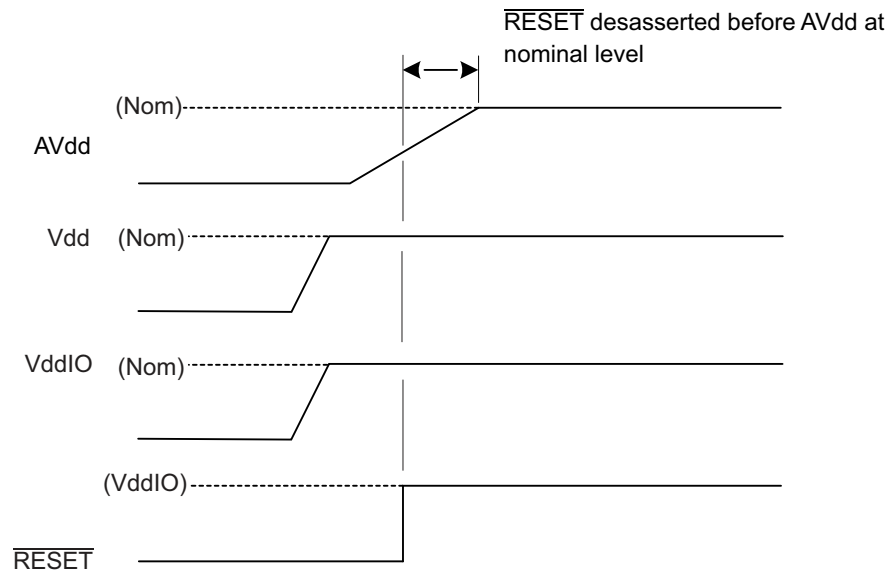 RESET desasserted before AVdd at
nominal level
(Nom)
AVdd
Vdd (Nom)
VddIO (Nom)
(VddIO)
RESET